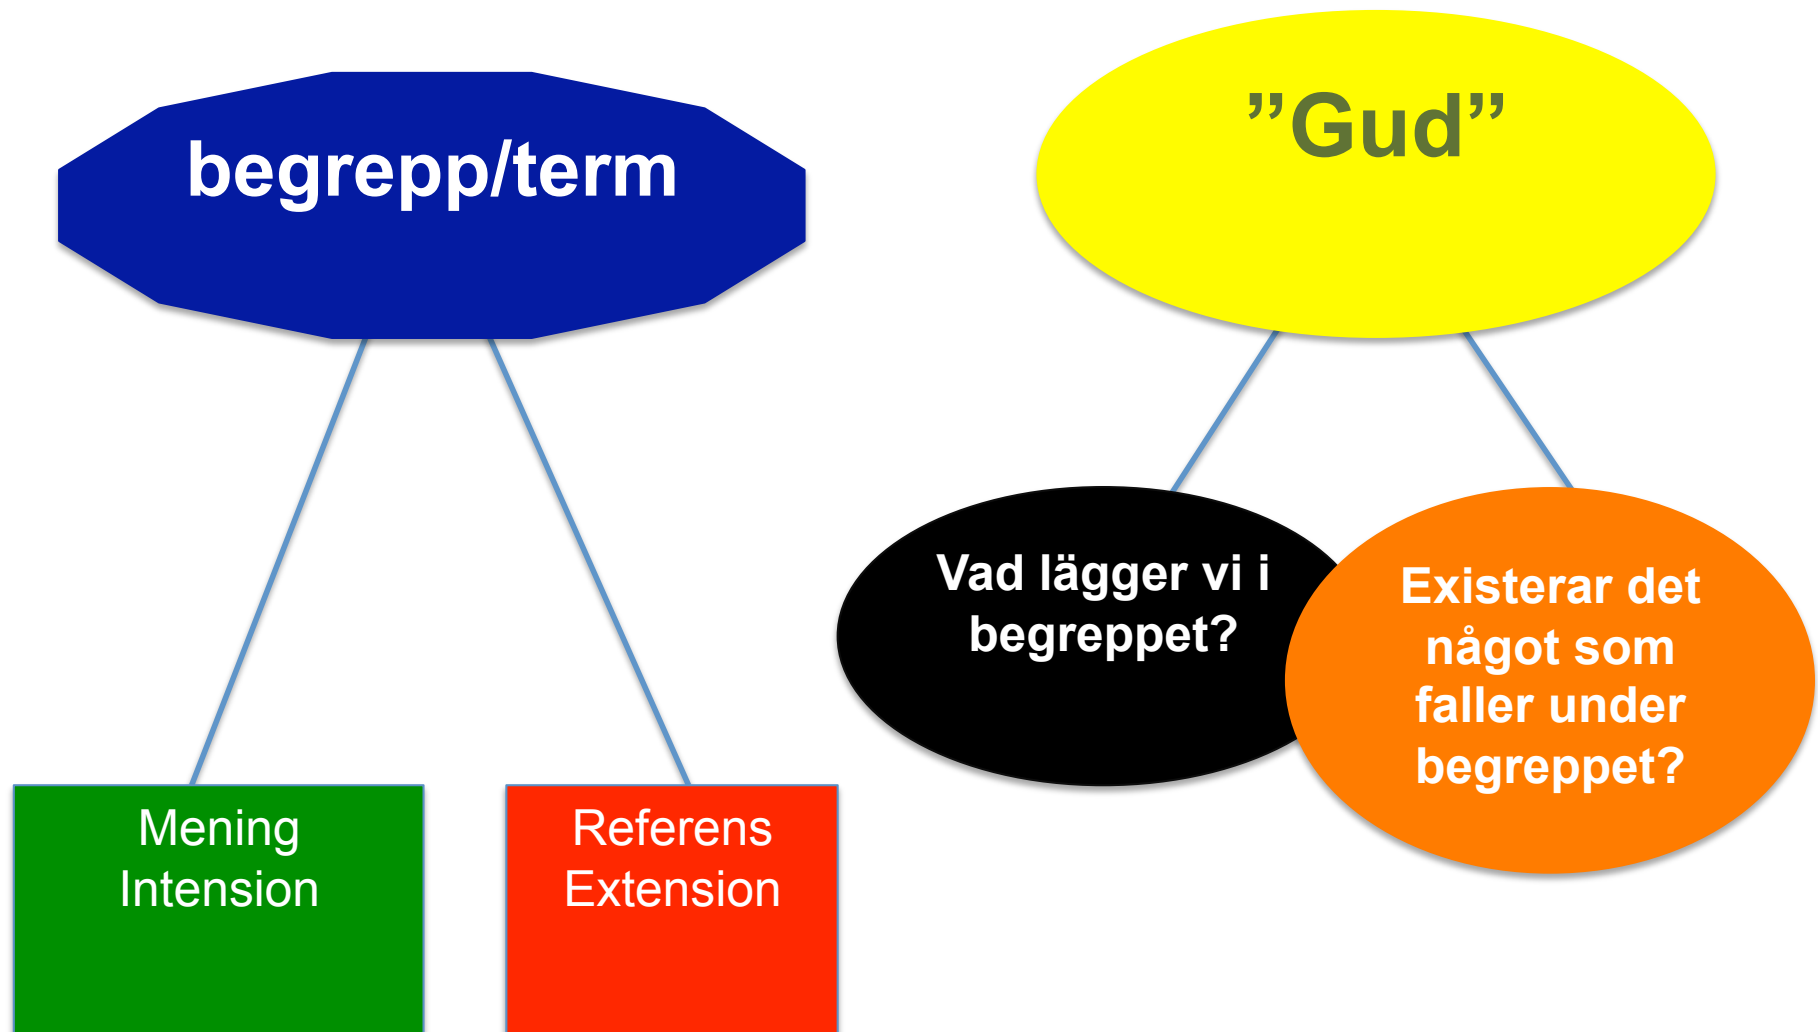 begrepp/term
”Gud”
Vad lägger vi i
begreppet?
Existerar det
något som
faller under
begreppet?
Mening
Intension
Referens
Extension